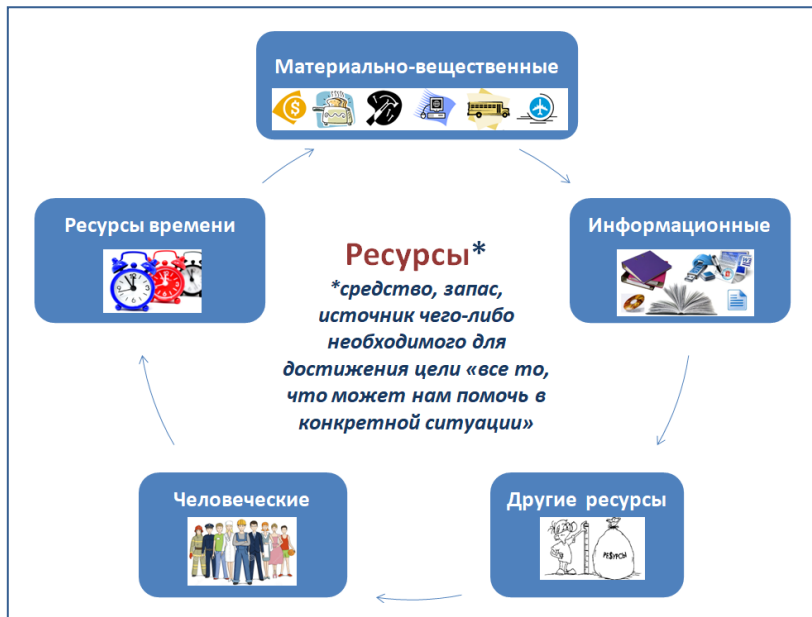 Материально-вещественные
Ресурсы времени
Информационные
Ресурсы*
*средство, запас,
источник чего-либо
необходимого для
достижения цели «все то,
что может нам помочь в
конкретной ситуации»
Человеческие
Другие ресурсы
РЕSУРСЫ